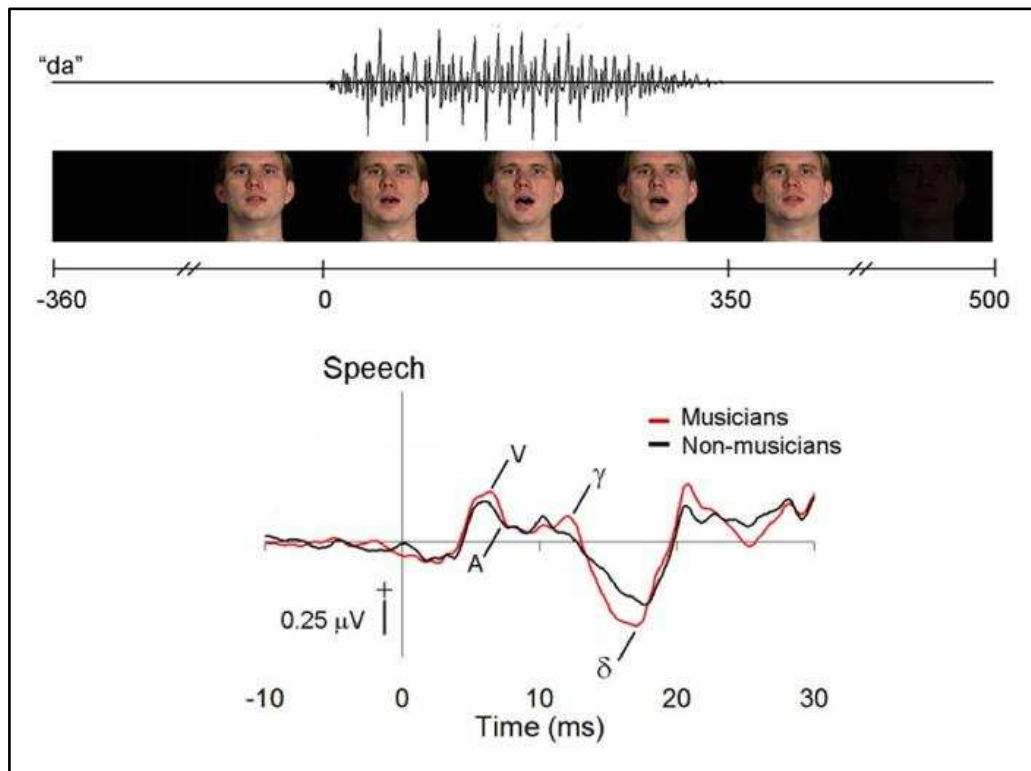 "da"
-360 0 350 500
Speech
Musicians
Non-musicians
V
γ
A
+
0.25 μV
δ
-10 0 10 20 30
Time (ms)